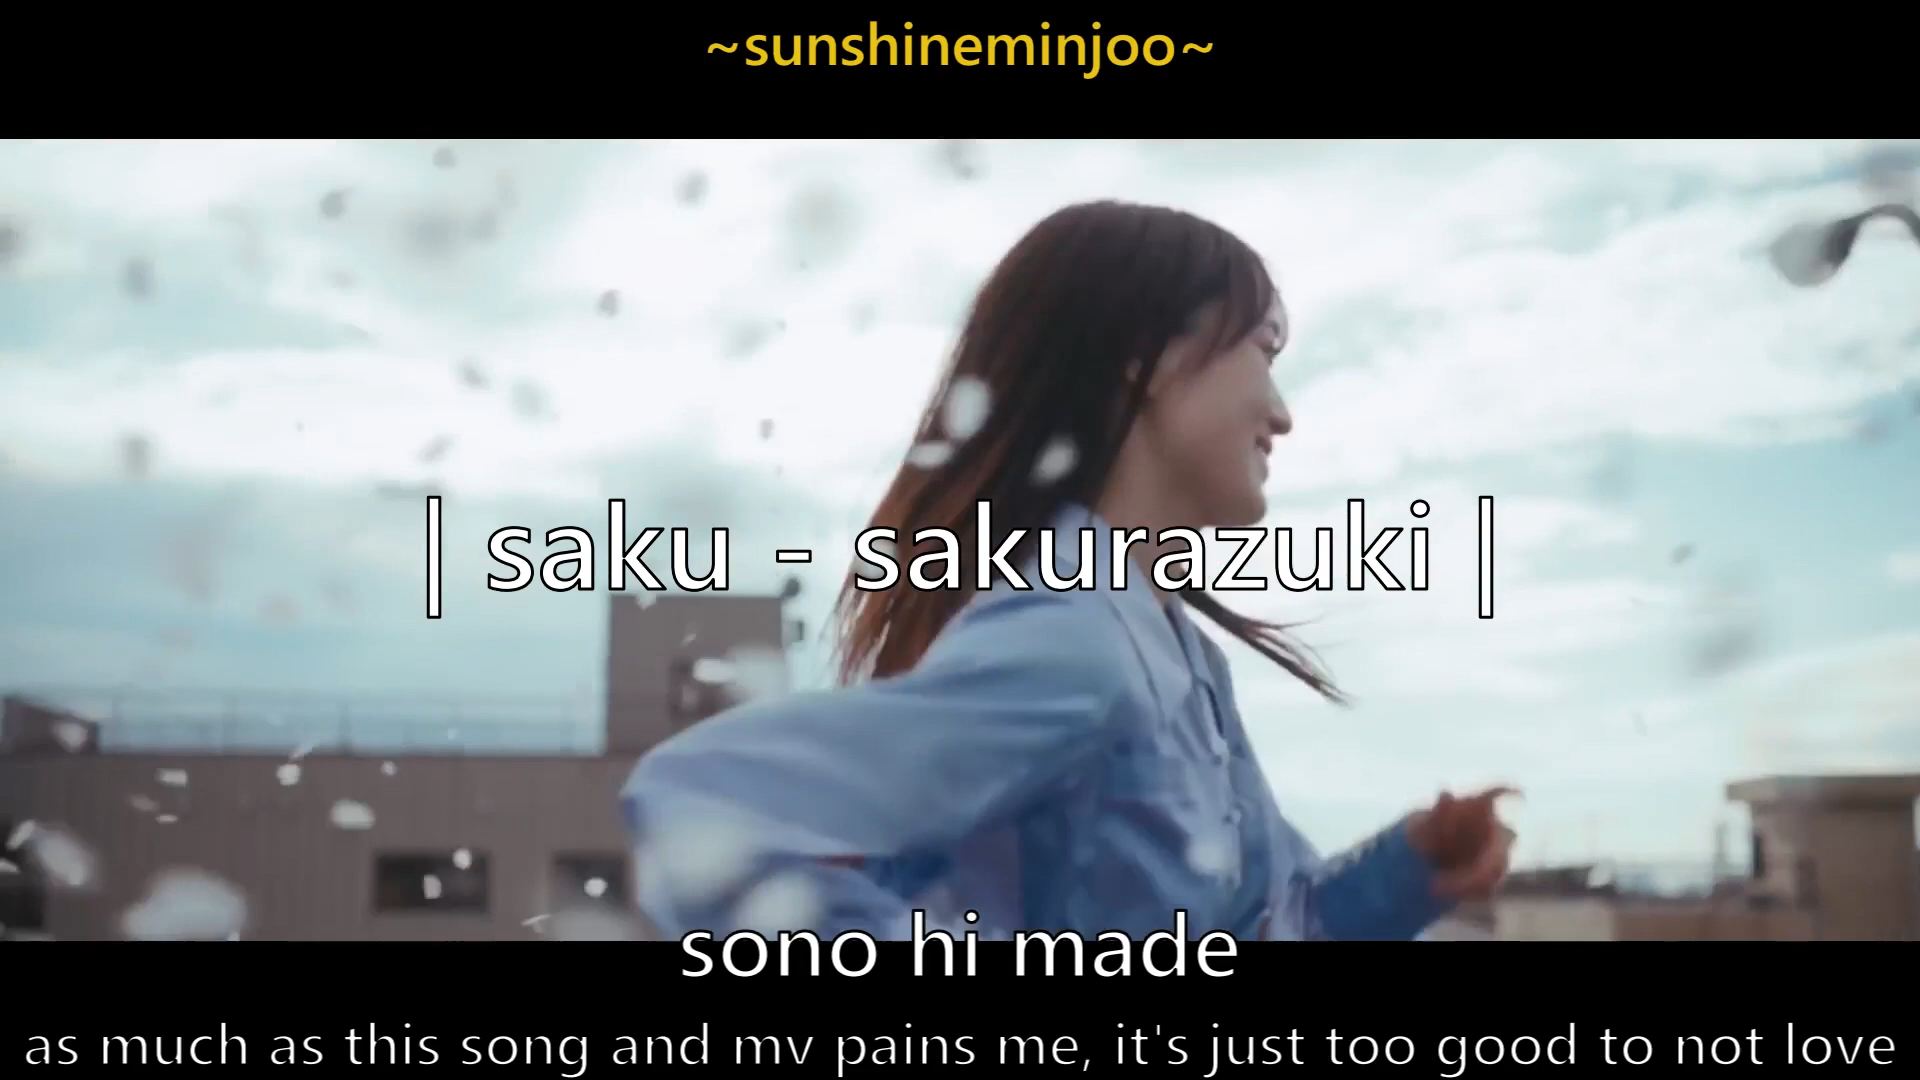 ~sunshineminjoo~
| saku - sakurazuki |
sono hi made
as much as this song and mv pains me, it's just too good to not love